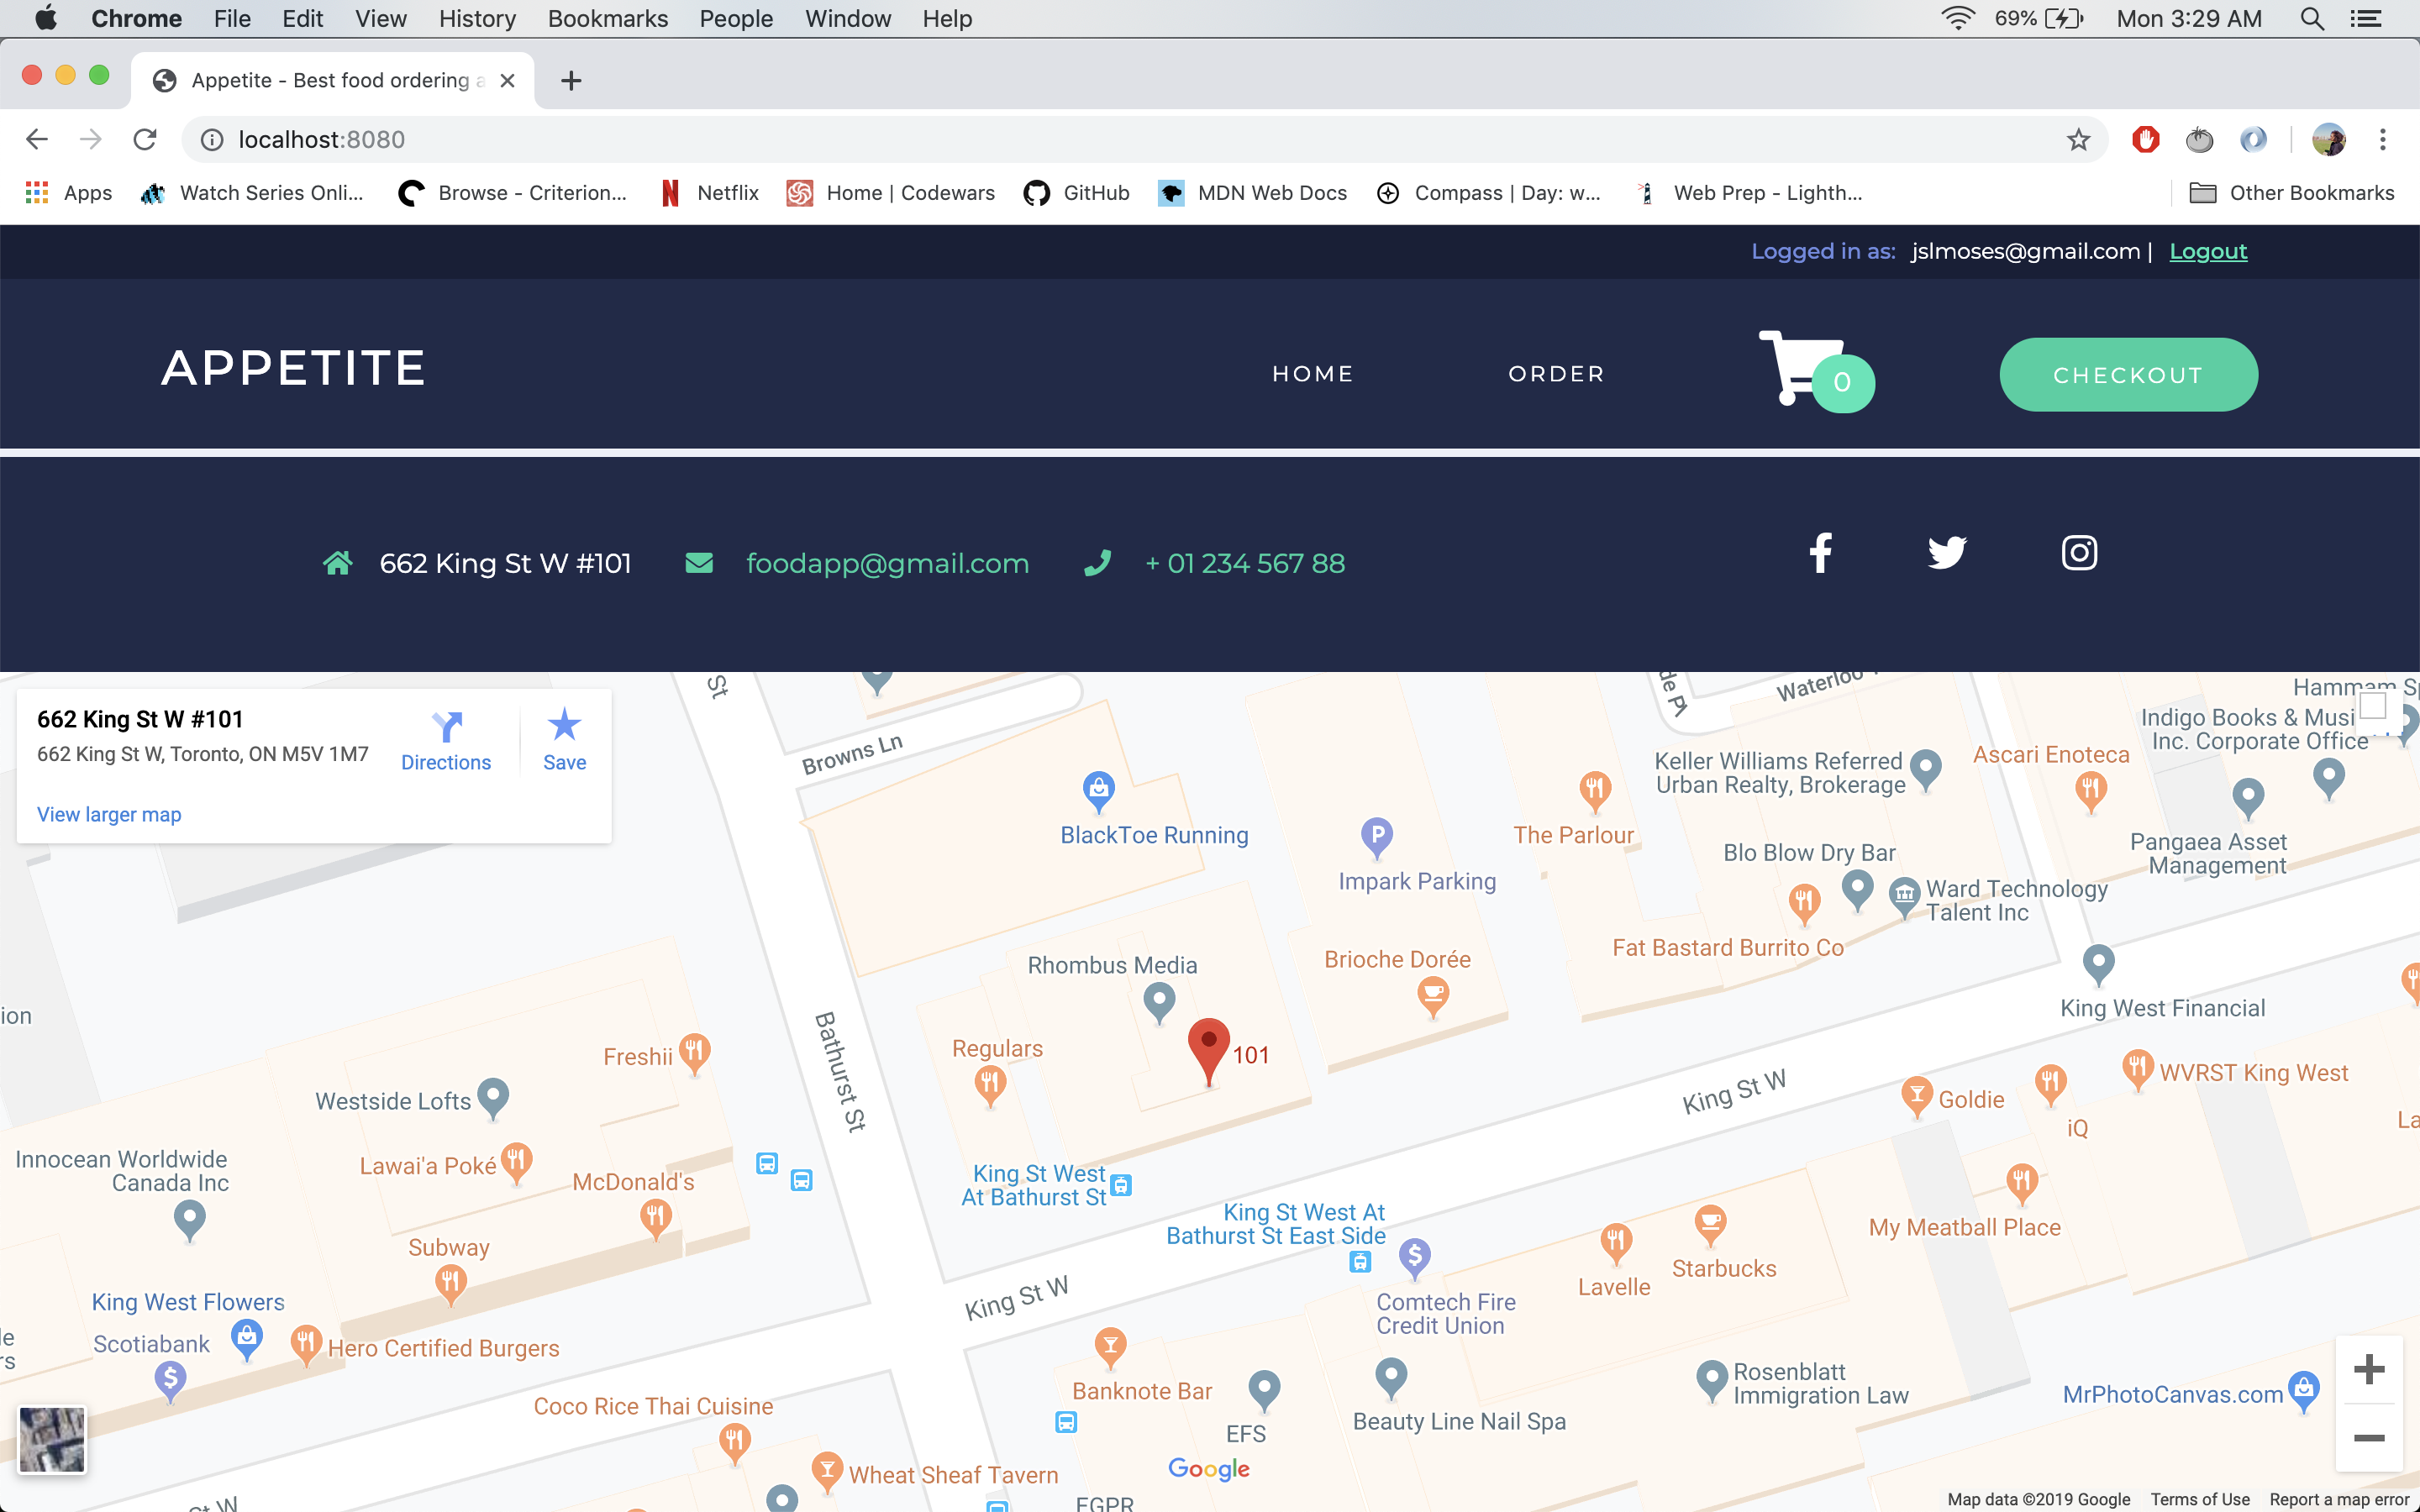 Chrome File Edit View History Bookmarks People Window Help 69% Mon 3:29 AM
Appetite - Best food ordering a
localhost:8080
Apps Watch Series Onli... Browse - Criterion... Netflix Home | Codewars GitHub MDN Web Docs Compass | Day: w... Web Prep - Lighth... Other Bookmarks
Logged in as: jslmoses@gmail.com | Logout
APPETITE HOME ORDER 0 CHECKOUT
662 King St W #101 foodapp@gmail.com + 01 234 567 88
662 King St W #101
662 King St W, Toronto, ON M5V 1M7
Directions
Save
View larger map
St
Browns Ln
BlackToe Running
Impark Parking
The Parlour
de Pl
Waterloo
Keller Williams Referred
Urban Realty, Brokerage
Ascari Enoteca
Hammam Sp
Indigo Books & Musi
Inc. Corporate Office
Pangaea Asset
Management
Blo Blow Dry Bar
Ward Technology
Talent Inc
Fat Bastard Burrito Co
Brioche Dorée
Rhombus Media
King West Financial
ion
Freshii
Bathurst St
Regulars
101
Westside Lofts
King St W
Goldie
WVRST King West
iQ
La
Innocean Worldwide
Canada Inc
Lawai'a Poké
McDonald's
King St West
At Bathurst St
King St West At
Bathurst St East Side
My Meatball Place
Subway
Lavelle
Starbucks
King West Flowers
King St W
Comtech Fire
Credit Union
Scotiabank
le
rs
Hero Certified Burgers
Banknote Bar
Rosenblatt
Immigration Law
MrPhotoCanvas.com
Coco Rice Thai Cuisine
EFS
Beauty Line Nail Spa
Wheat Sheaf Tavern
Google
St W
EGPR
Map data ©2019 Google Terms of Use Report a map error